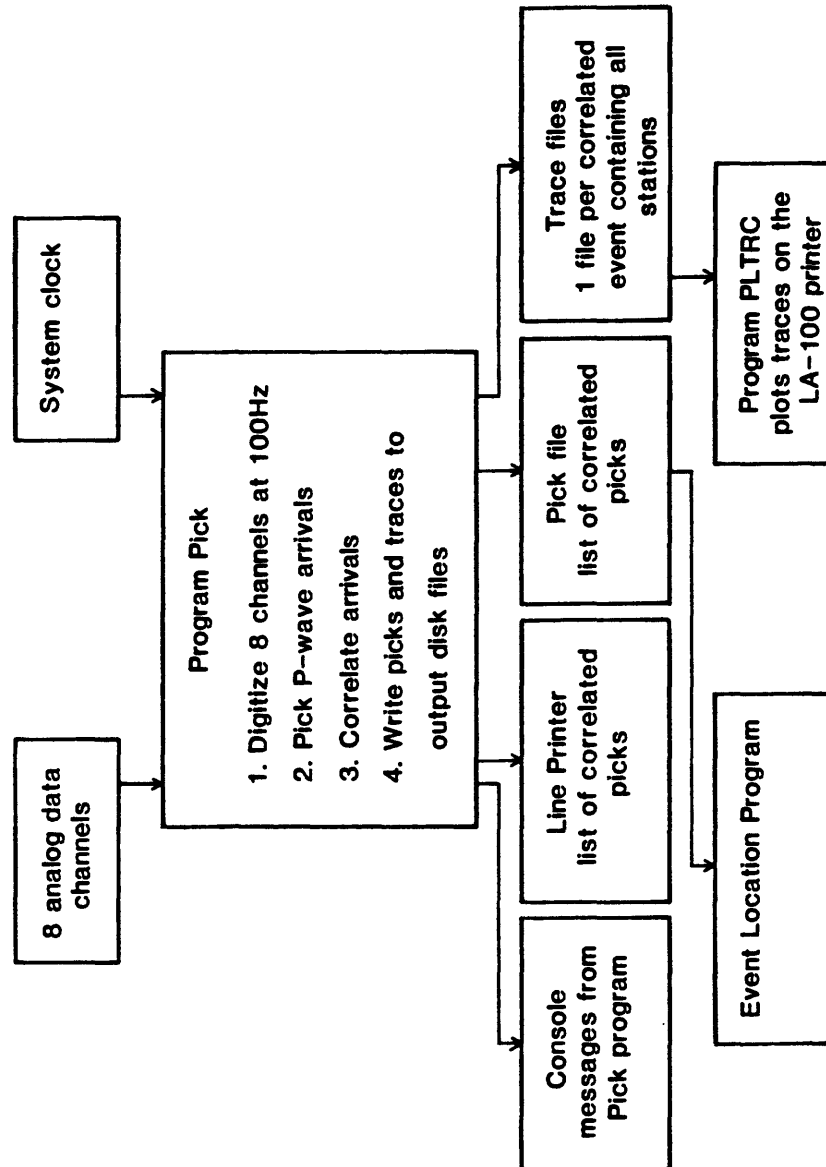 8 analog data
channels
System clock
Program Pick
1. Digitize 8 channels at 100Hz
2. Pick P-wave arrivals
3. Correlate arrivals
4. Write picks and traces to
output disk files
Console
messages from
Pick program
Line Printer
list of correlated
picks
Pick file
list of correlated
picks
Trace files
1 file per correlated
event containing all
stations
Event Location Program
Program PLTRC
plots traces on the
LA-100 printer